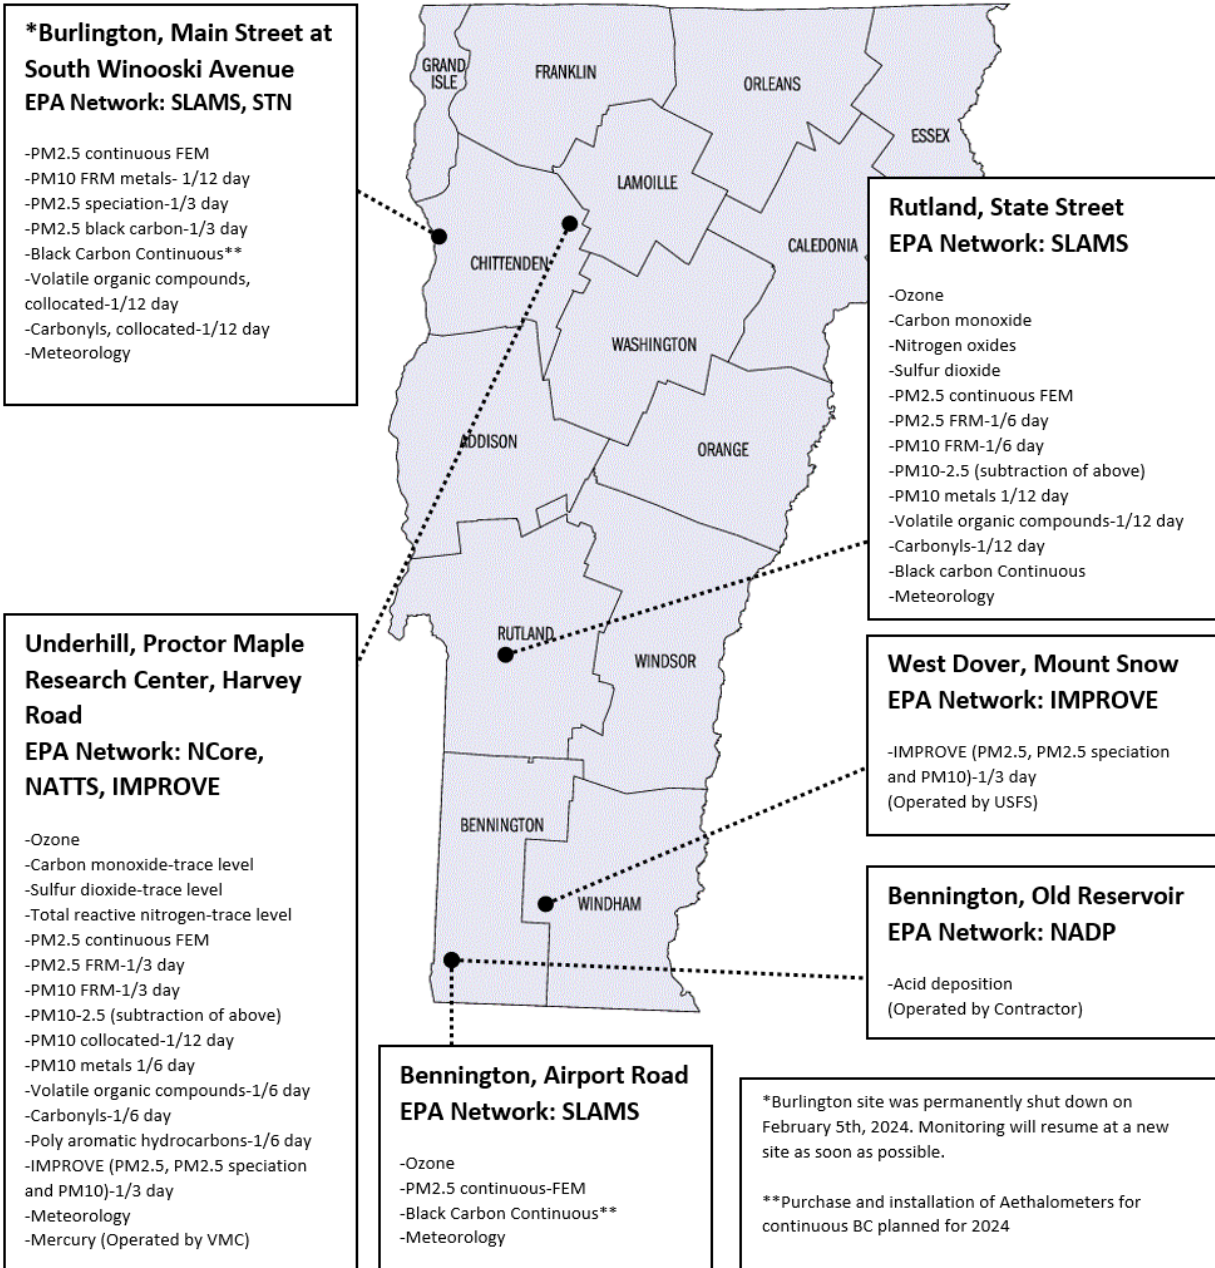 *Burlington, Main Street at
South Winooski Avenue
EPA Network: SLAMS, STN
-PM2.5 continuous FEM
-PM10 FRM metals- 1/12 day
-PM2.5 speciation-1/3 day
-PM2.5 black carbon-1/3 day
-Black Carbon Continuous**
-Volatile organic compounds,
collocated-1/12 day
-Carbonyls, collocated-1/12 day
-Meteorology
GRAND
ISLE
FRANKLIN
ORLEANS
ESSEX
LAMOILLE
CALEDONIA
CHITTENDEN
WASHINGTON
ADDISON
ORANGE
RUTLAND
WINDSOR
BENNINGTON
WINDHAM
Rutland, State Street
EPA Network: SLAMS
-Ozone
-Carbon monoxide
-Nitrogen oxides
-Sulfur dioxide
-PM2.5 continuous FEM
-PM2.5 FRM-1/6 day
-PM10 FRM-1/6 day
-PM10-2.5 (subtraction of above)
-PM10 metals 1/12 day
-Volatile organic compounds-1/12 day
-Carbonyls-1/12 day
-Black carbon Continuous
-Meteorology
Underhill, Proctor Maple
Research Center, Harvey
Road
EPA Network: NCore,
NATTS, IMPROVE
-Ozone
-Carbon monoxide-trace level
-Sulfur dioxide-trace level
-Total reactive nitrogen-trace level
-PM2.5 continuous FEM
-PM2.5 FRM-1/3 day
-PM10 FRM-1/3 day
-PM10-2.5 (subtraction of above)
-PM10 collocated-1/12 day
-PM10 metals 1/6 day
-Volatile organic compounds-1/6 day
-Carbonyls-1/6 day
-Poly aromatic hydrocarbons-1/6 day
-IMPROVE (PM2.5, PM2.5 speciation
and PM10)-1/3 day
-Meteorology
-Mercury (Operated by VMC)
West Dover, Mount Snow
EPA Network: IMPROVE
-IMPROVE (PM2.5, PM2.5 speciation
and PM10)-1/3 day
(Operated by USFS)
Bennington, Old Reservoir
EPA Network: NADP
-Acid deposition
(Operated by Contractor)
Bennington, Airport Road
EPA Network: SLAMS
-Ozone
-PM2.5 continuous-FEM
-Black Carbon Continuous**
-Meteorology
*Burlington site was permanently shut down on
February 5th, 2024. Monitoring will resume at a new
site as soon as possible.
**Purchase and installation of Aethalometers for
continuous BC planned for 2024